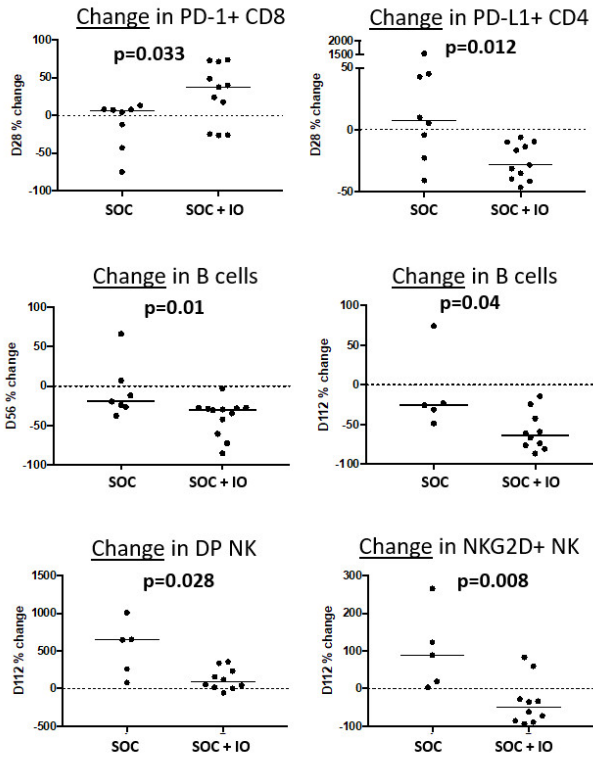 Change in PD-1+ CD8
p=0.033
D28 % change
100
50
0
-50
-100
SOC
SOC + IO
Change in PD-L1+ CD4
p=0.012
D28 % change
2000
1500
50
0
-50
SOC
SOC + IO
Change in B cells
p=0.01
D56 % change
100
50
0
-50
-100
SOC
SOC + IO
Change in B cells
p=0.04
D112 % change
100
50
0
-50
-100
SOC
SOC + IO
Change in DP NK
p=0.028
D112 % change
1500
1000
500
0
-500
SOC
SOC + IO
Change in NKG2D+ NK
p=0.008
D112 % change
300
200
100
0
-100
SOC
SOC + IO